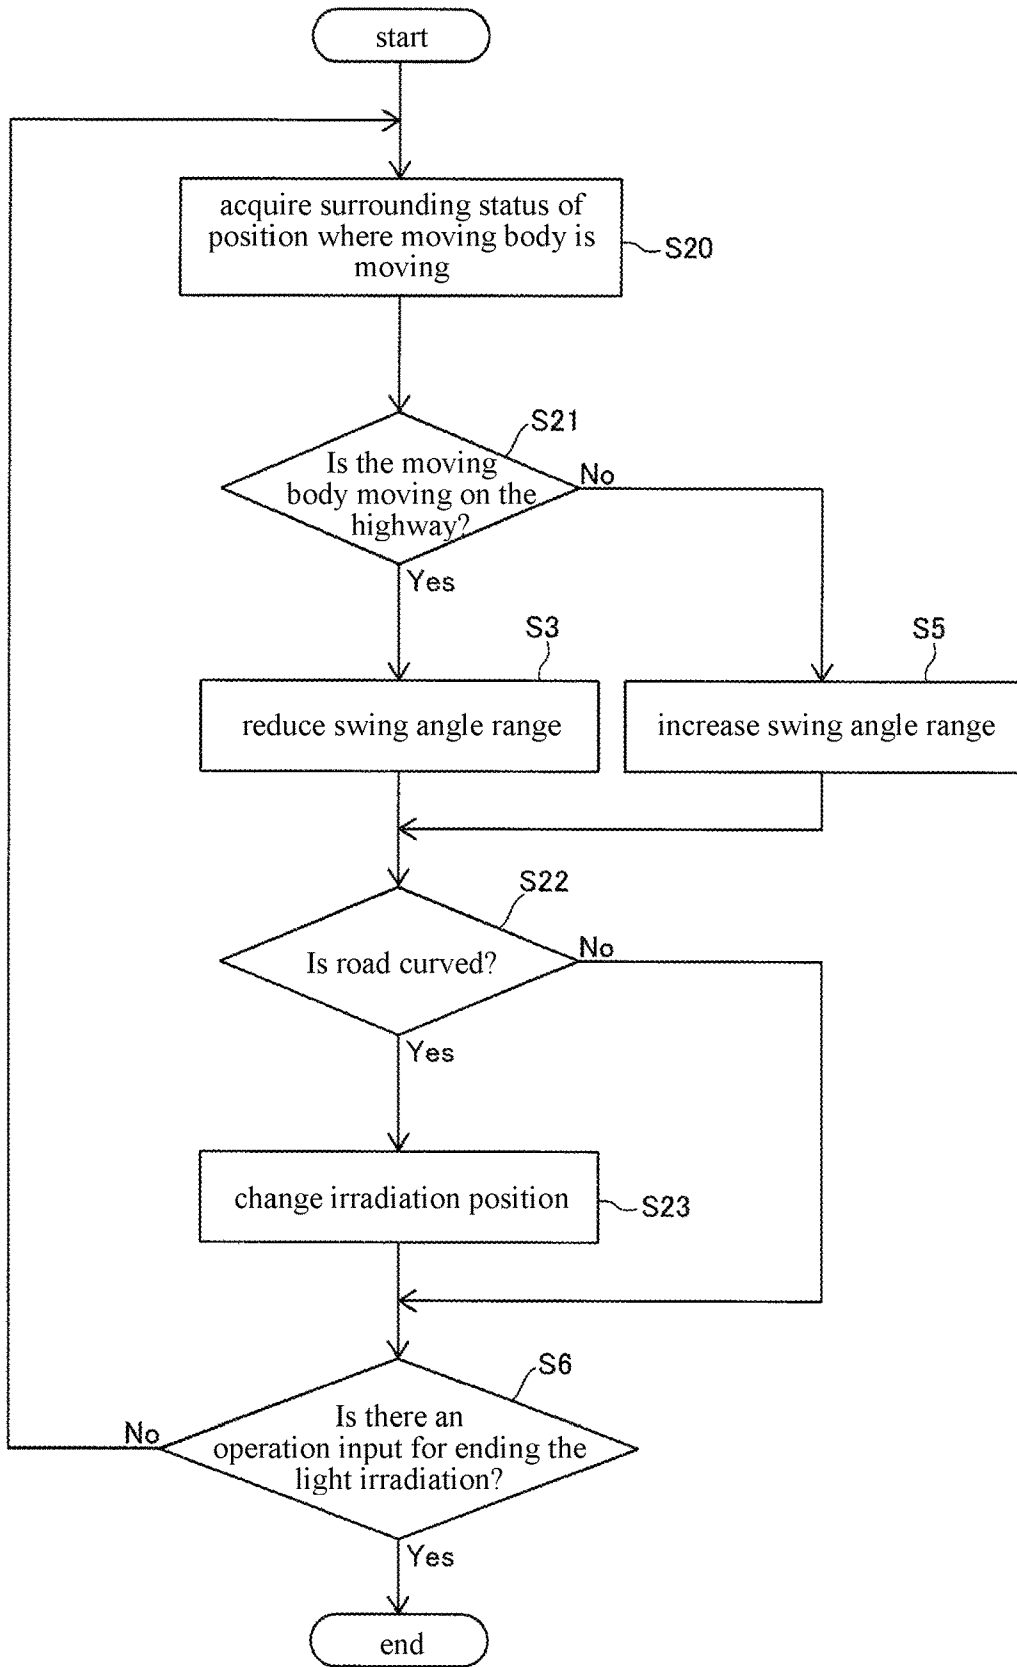 start
acquire surrounding status of
position where moving body is
moving
S20
S21
Is the moving
body moving on the
highway?
No
Yes
S3
reduce swing angle range
S5
increase swing angle range
S22
Is road curved?
No
Yes
change irradiation position
S23
S6
Is there an
operation input for ending the
light irradiation?
No
Yes
end